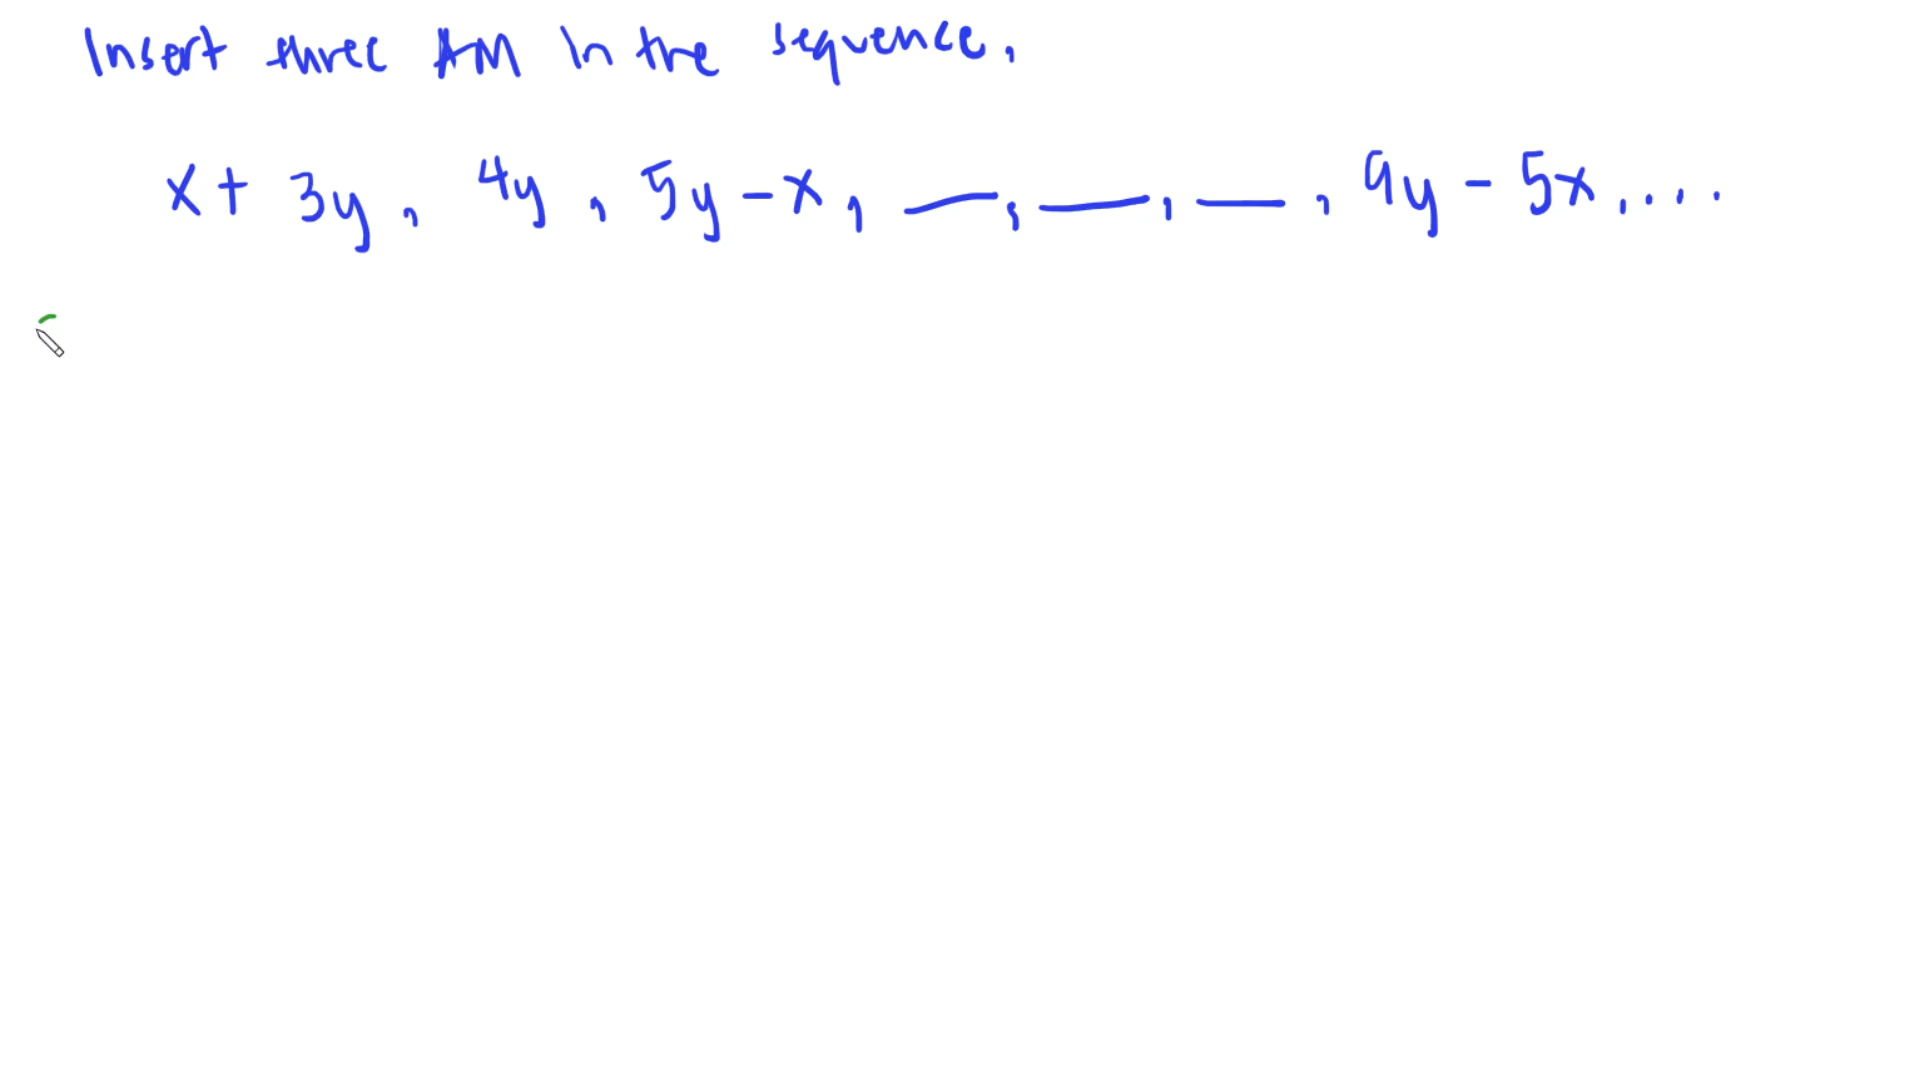 Insert three AM in the sequence.
x + 3y, 4y, 5y - x, ___, ___, ___, 9y - 5x, ....